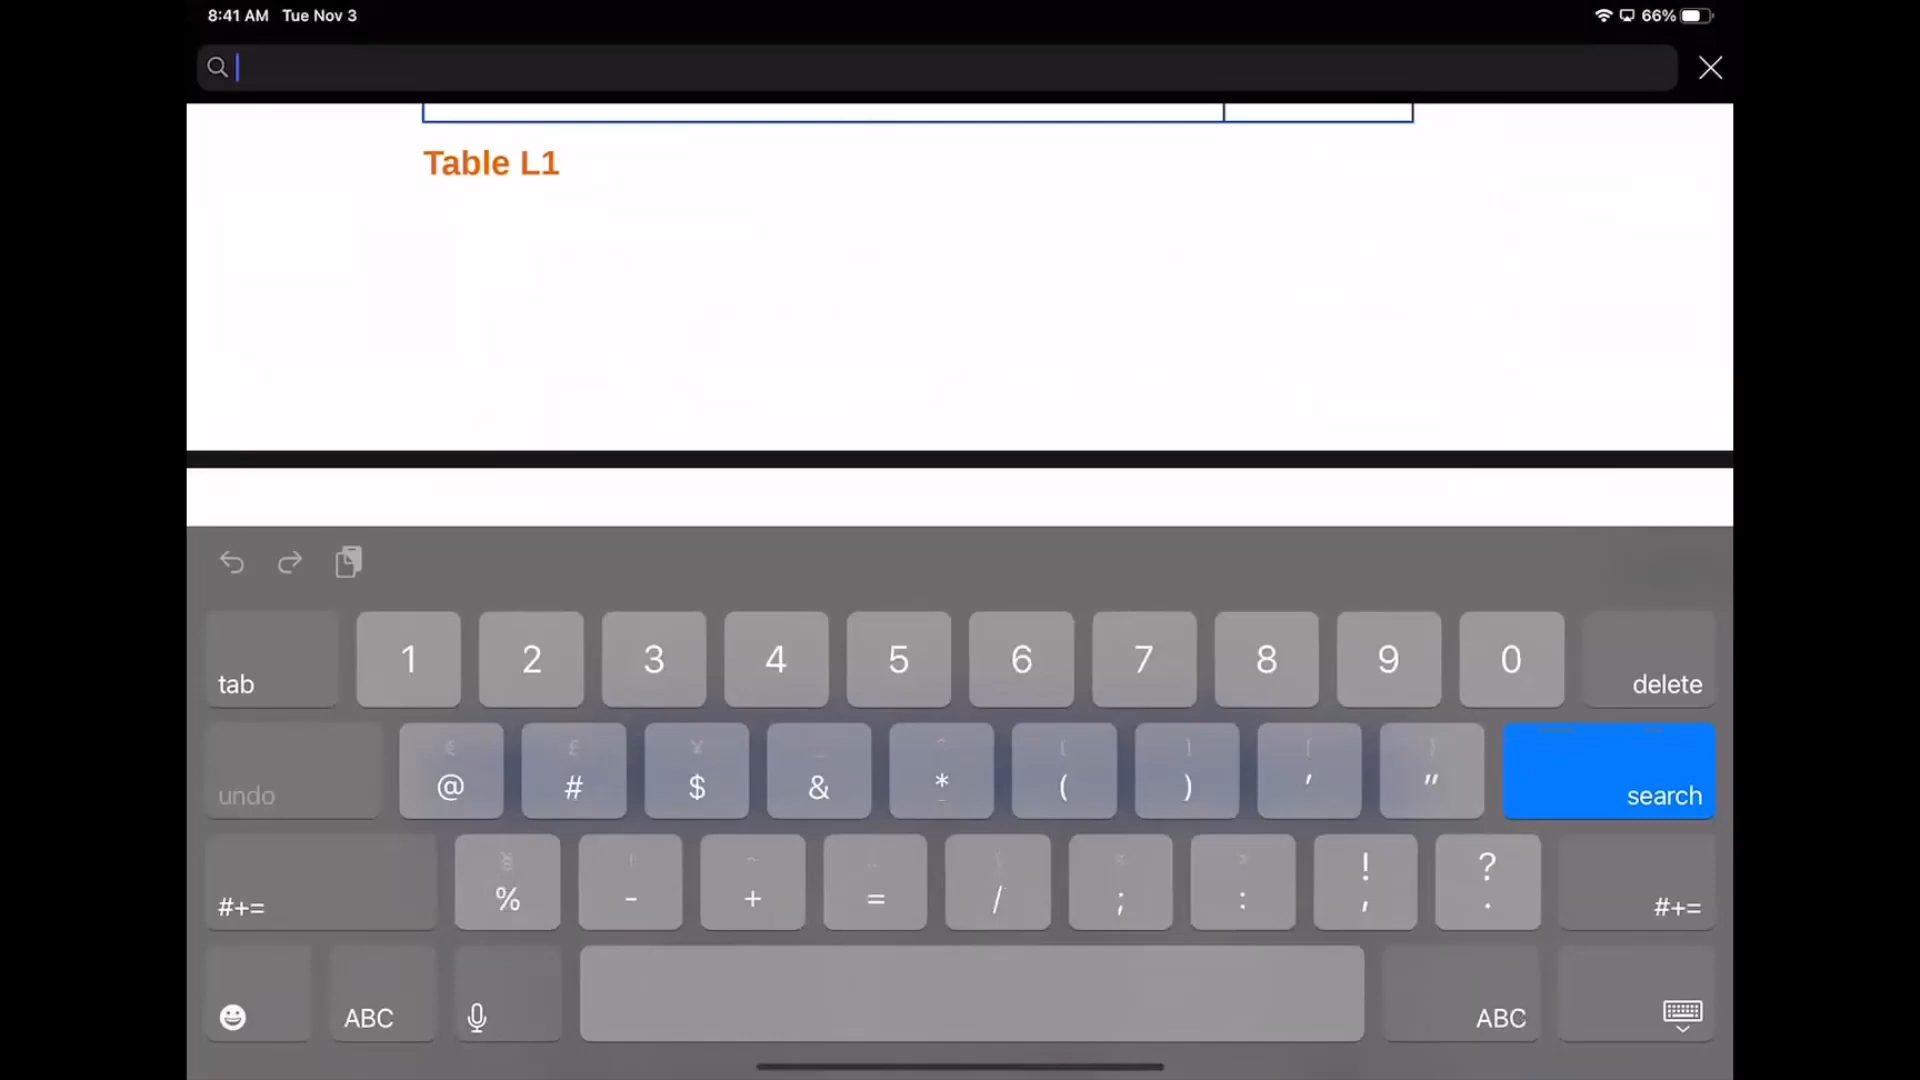 8:41 AM Tue Nov 3
66%
Table L1
tab 1 2 3 4 5 6 7 8 9 0 delete
undo @ # $ & * ( ) ' " search
#+= % - + = / ; : ! , ? . #+=
ABC ABC